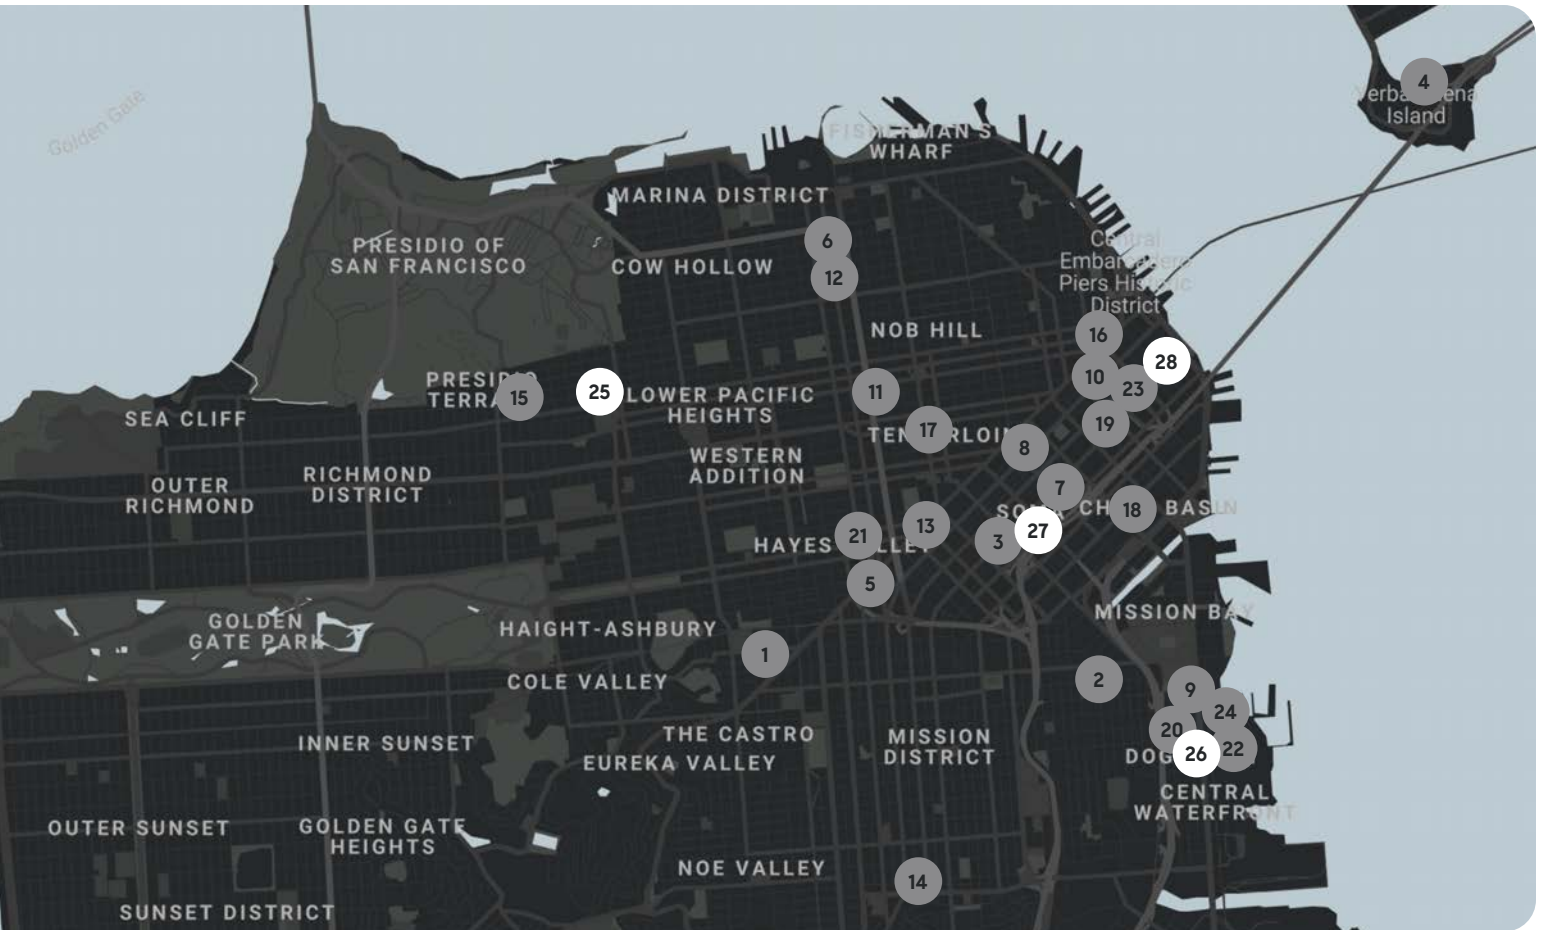 4
Golden Gate
Island
FISHERMAN'S
WHARF
MARINA DISTRICT
6
PRESIDIO OF
SAN FRANCISCO
COW HOLLOW
12
Central
Embarcadero
Piers Historic
District
NOB HILL
16
28
25
15
10
23
11
LOWER PACIFIC
HEIGHTS
SEA CLIFF
19
17
8
WESTERN
ADDITION
RICHMOND
DISTRICT
OUTER
RICHMOND
7
18
BASIN
13
27
21
3
HAYES
5
MISSION BAY
GOLDEN
GATE PARK
HAIGHT-ASHBURY
1
COLE VALLEY
2
9
24
20
THE CASTRO
MISSION
DISTRICT
INNER SUNSET
22
26
DOG
EUREKA VALLEY
CENTRAL
WATERFRONT
OUTER SUNSET
GOLDEN GATE
HEIGHTS
NOE VALLEY
14
SUNSET DISTRICT